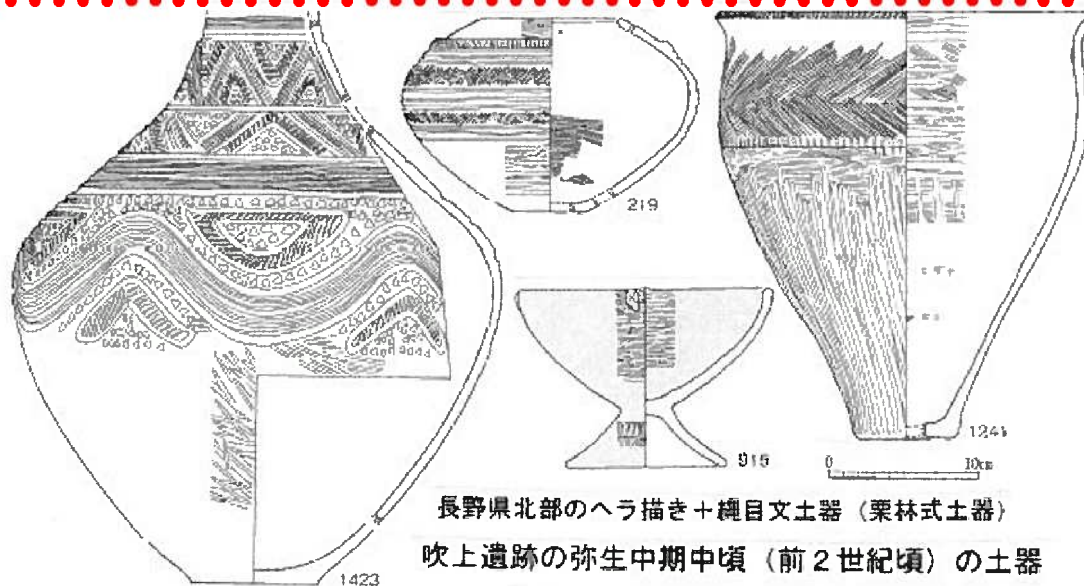 219
915
1241
0 10cm
長野県北部のヘラ描き+縄目文土器（栗林式土器）
吹上遺跡の弥生中期中頃（前2世紀頃）の土器
1423